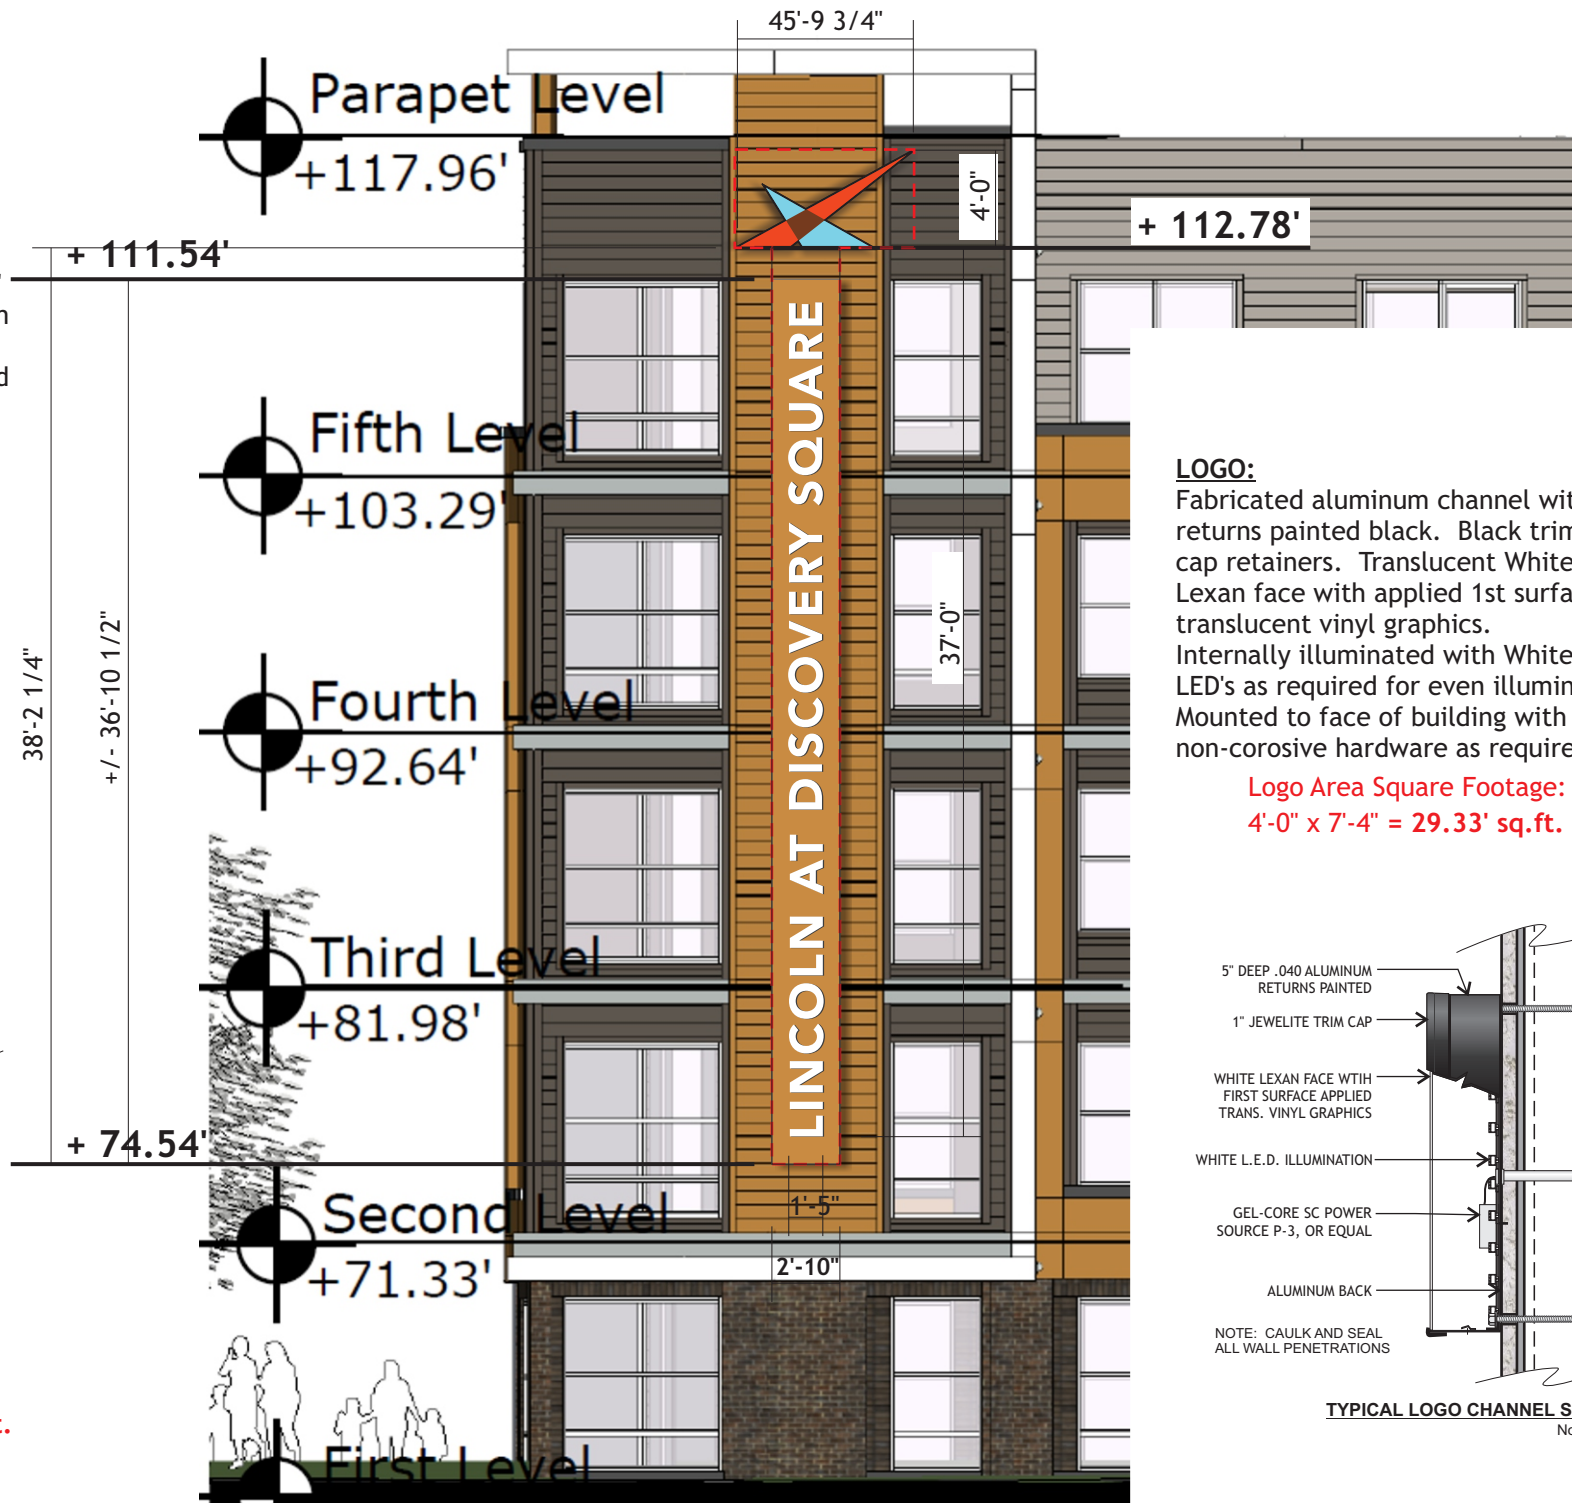 45'-9 3/4"
Parapet Level
+117.96'
4'-0"
+ 112.78'
+ 111.54'
Fifth Level
+103.29'
38'-2 1/4"
+/- 36'-10 1/2"
37'-0"
LINCOLN AT DISCOVERY SQUARE
Fourth Level
+92.64'
Third Level
+81.98'
+ 74.54'
Second Level
+71.33'
1'-5"
2'-10"
First Level
LOGO:
Fabricated aluminum channel wit
returns painted black. Black trim
cap retainers. Translucent White
Lexan face with applied 1st surfa
translucent vinyl graphics.
Internally illuminated with White
LED's as required for even illumin
Mounted to face of building with
non-corosive hardware as require
Logo Area Square Footage:
4'-0" x 7'-4" = 29.33' sq.ft.
5" DEEP .040 ALUMINUM
RETURNS PAINTED
1" JEWELITE TRIM CAP
WHITE LEXAN FACE WTIH
FIRST SURFACE APPLIED
TRANS. VINYL GRAPHICS
WHITE L.E.D. ILLUMINATION
GEL-CORE SC POWER
SOURCE P-3, OR EQUAL
ALUMINUM BACK
NOTE: CAULK AND SEAL
ALL WALL PENETRATIONS
TYPICAL LOGO CHANNEL S